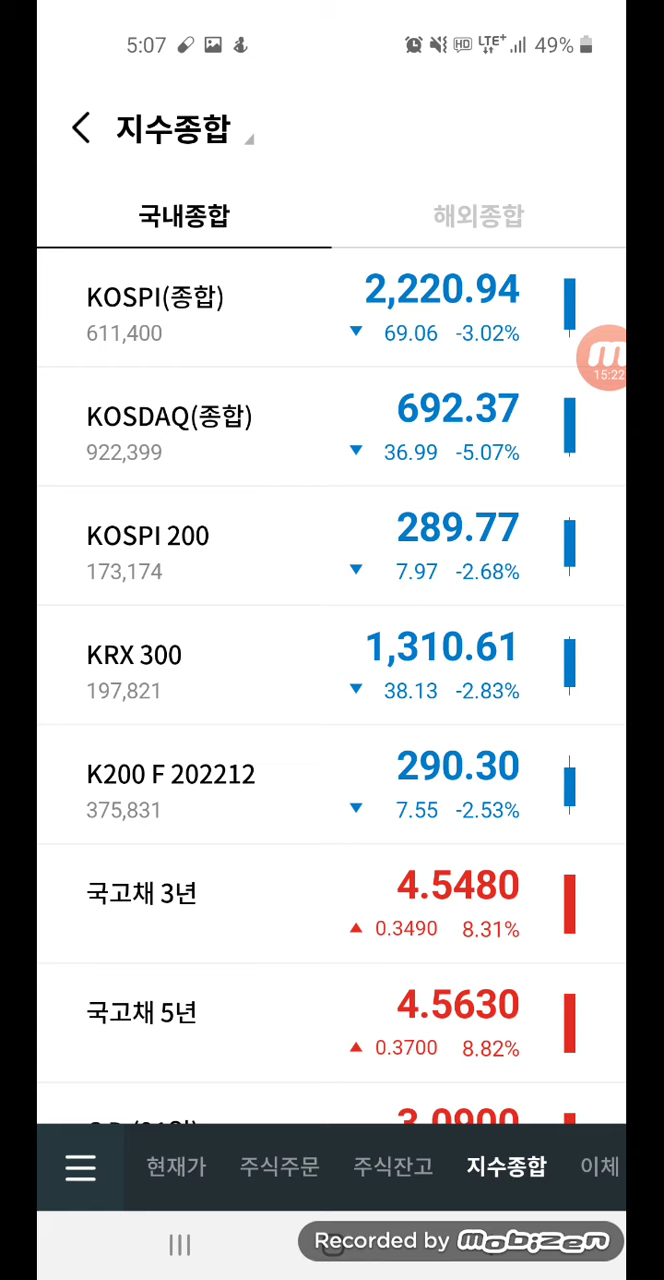 5:07 HD LTE+ 49%
지수종합
국내종합 해외종합
KOSPI(종합) 2,220.94
611,400 ▼ 69.06 -3.02%
15:22
KOSDAQ(종합) 692.37
922,399 ▼ 36.99 -5.07%
KOSPI 200 289.77
173,174 ▼ 7.97 -2.68%
KRX 300 1,310.61
197,821 ▼ 38.13 -2.83%
K200 F 202212 290.30
375,831 ▼ 7.55 -2.53%
국고채 3년 4.5480
▲ 0.3490 8.31%
국고채 5년 4.5630
▲ 0.3700 8.82%
3.0900
현재가 주식주문 주식잔고 지수종합 이체
Recorded by mobizen